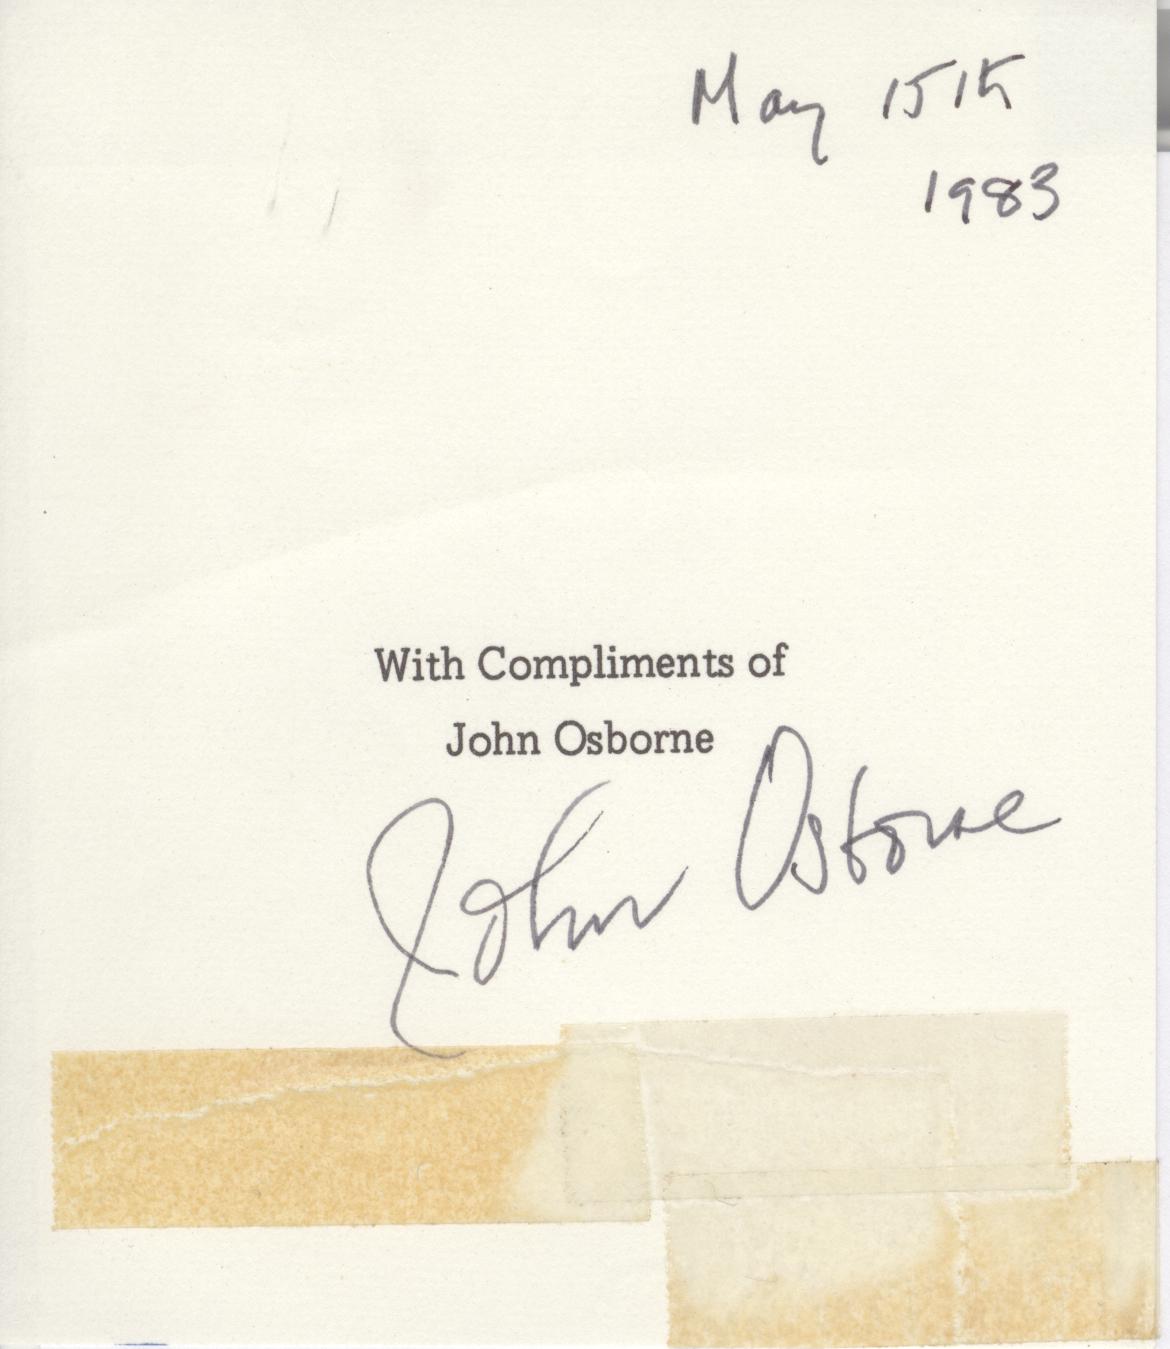 May 15th
1983
With Compliments of
John Osborne
John Osborne